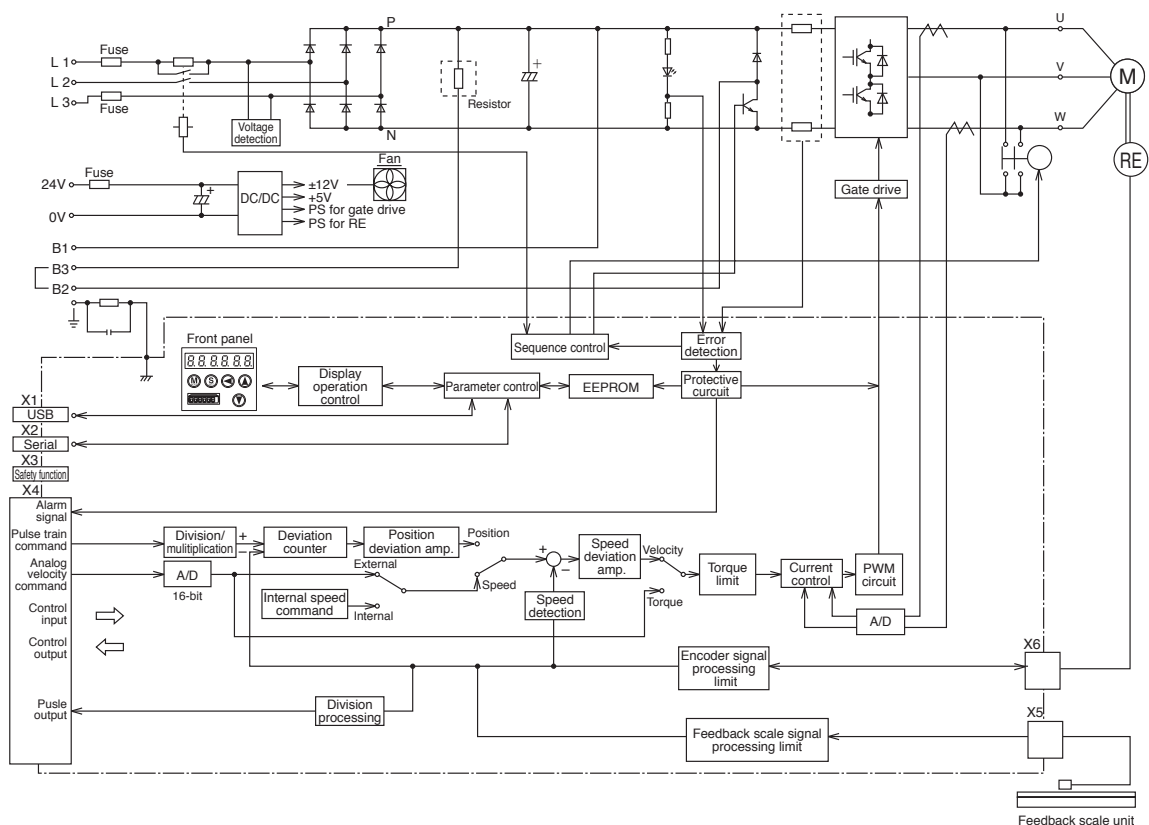 P
U
Fuse
L 1
V
L 2
M
L 3
Fuse
Resistor
Voltage
detection
N
W
Fan
RE
Fuse
24V
±12V
DC/DC
+5V
Gate drive
PS for gate drive
0V
PS for RE
B1
B3
B2
Front panel
8.8.8.8.8.8.
M S
Sequence control
Error
detection
Display
operation
control
Parameter control
EEPROM
Protective
curcuit
X1
USB
X2
Serial
X3
Safety function
X4
Alarm
signal
Pulse train
command
Division/
mulitiplication
+
−
Deviation
counter
Position
deviation amp.
Position
Analog
velocity
command
A/D
16-bit
External
Speed
+
−
Speed
deviation
amp.
Velocity
Torque
limit
Current
control
PWM
circuit
Internal speed
command
Internal
Speed
detection
Torque
A/D
Control
input
Control
output
Encoder signal
processing
limit
X6
Pusle
output
Division
processing
X5
Feedback scale signal
processing limit
Feedback scale unit